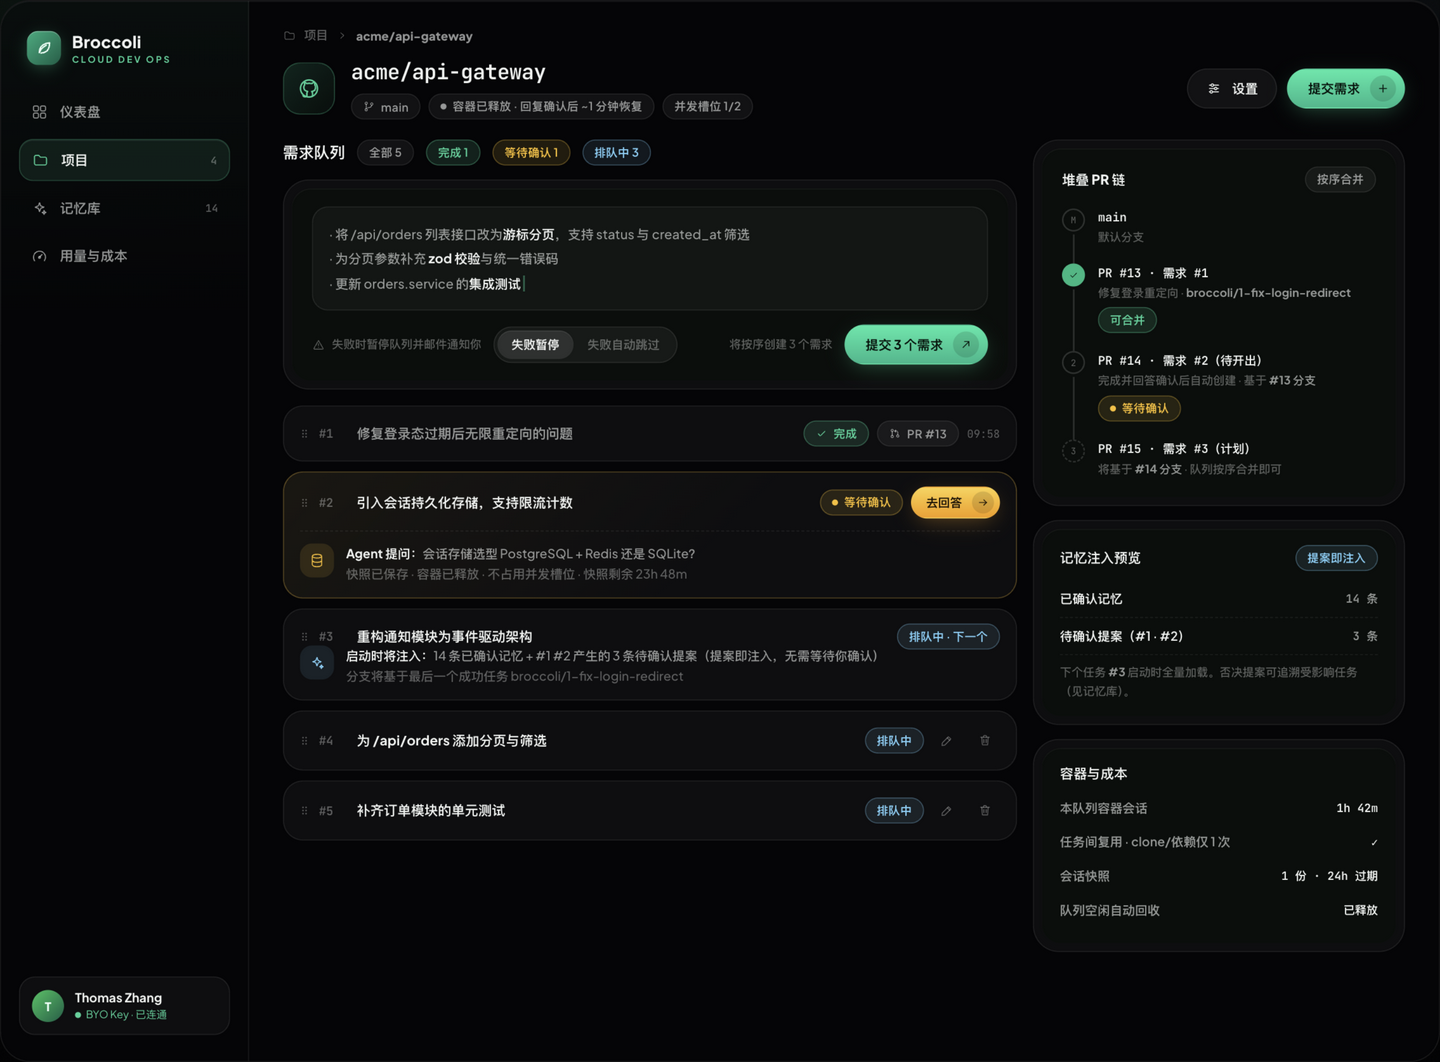 Broccoli
CLOUD DEV OPS
仪表盘
项目 4
记忆库 14
用量与成本
Thomas Zhang
T
BYO Key · 已连通
项目 > acme/api-gateway
acme/api-gateway
main
容器已释放 · 回复确认后 ~1 分钟恢复
并发槽位 1/2
设置
提交需求 +
需求队列
全部 5
完成 1
等待确认 1
排队中 3
· 将 /api/orders 列表接口改为游标分页，支持 status 与 created_at 筛选
· 为分页参数补充 zod 校验与统一错误码
· 更新 orders.service 的集成测试
失败时暂停队列并邮件通知你
失败暂停
失败自动跳过
将按序创建 3 个需求
提交 3 个需求
#1 修复登录态过期后无限重定向的问题
完成
PR #13
09:58
#2 引入会话持久化存储，支持限流计数
等待确认
去回答
Agent 提问：会话存储选型 PostgreSQL + Redis 还是 SQLite?
快照已保存 · 容器已释放 · 不占用并发槽位 · 快照剩余 23h 48m
#3 重构通知模块为事件驱动架构
排队中 · 下一个
启动时将注入：14 条已确认记忆 + #1 #2 产生的 3 条待确认提案（提案即注入，无需等待你确认）
分支将基于最后一个成功任务 broccoli/1-fix-login-redirect
#4 为 /api/orders 添加分页与筛选
排队中
#5 补齐订单模块的单元测试
排队中
堆叠 PR 链
按序合并
M
main
默认分支
PR #13 · 需求 #1
修复登录重定向 · broccoli/1-fix-login-redirect
可合并
2
PR #14 · 需求 #2（待开出）
完成并回答确认后自动创建 · 基于 #13 分支
等待确认
3
PR #15 · 需求 #3（计划）
将基于 #14 分支 · 队列按序合并即可
记忆注入预览
提案即注入
已确认记忆 14 条
待确认提案（#1 · #2） 3 条
下个任务 #3 启动时全量加载。否决提案可追溯受影响任务
（见记忆库）。
容器与成本
本队列容器会话 1h 42m
任务间复用 · clone/依赖仅 1 次 ✓
会话快照 1 份 · 24h 过期
队列空闲自动回收 已释放